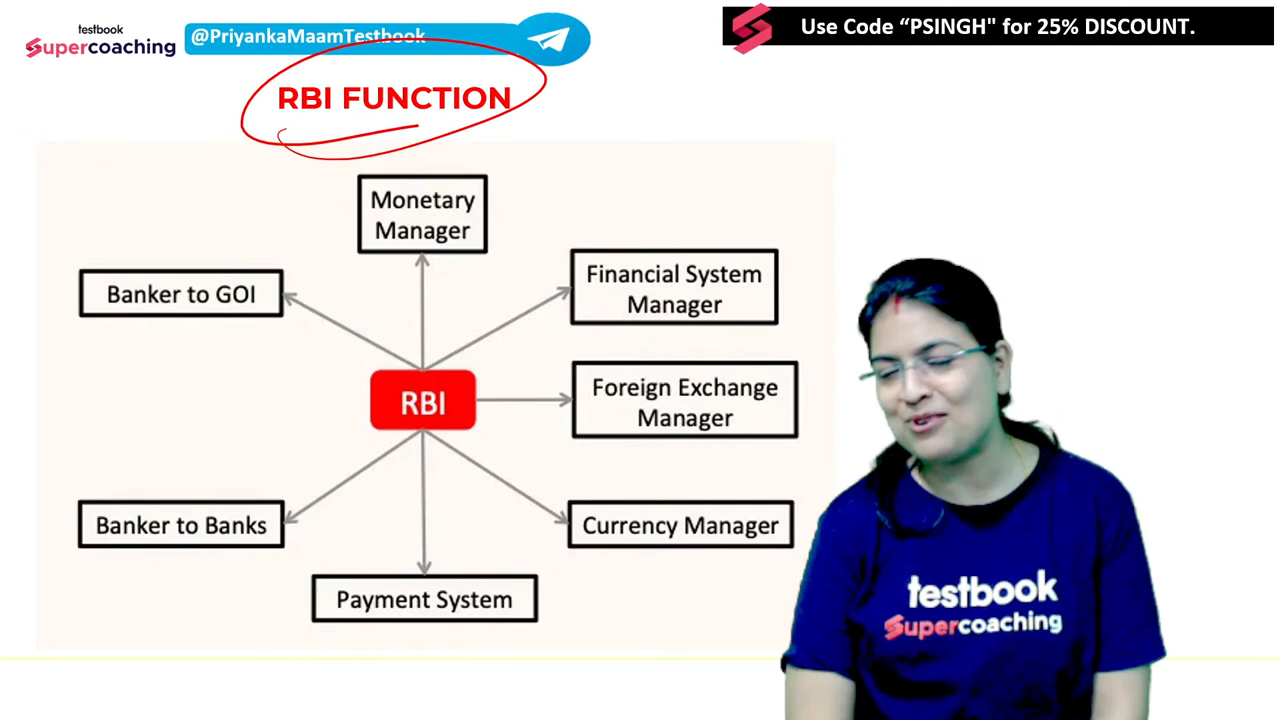 testbook
Supercoaching
@PriyankaMaamTestbook
Use Code “PSINGH" for 25% DISCOUNT.
RBI FUNCTION
Monetary
Manager
Banker to GOI
Financial System
Manager
RBI
Foreign Exchange
Manager
Banker to Banks
Currency Manager
Payment System
testbook
Supercoaching